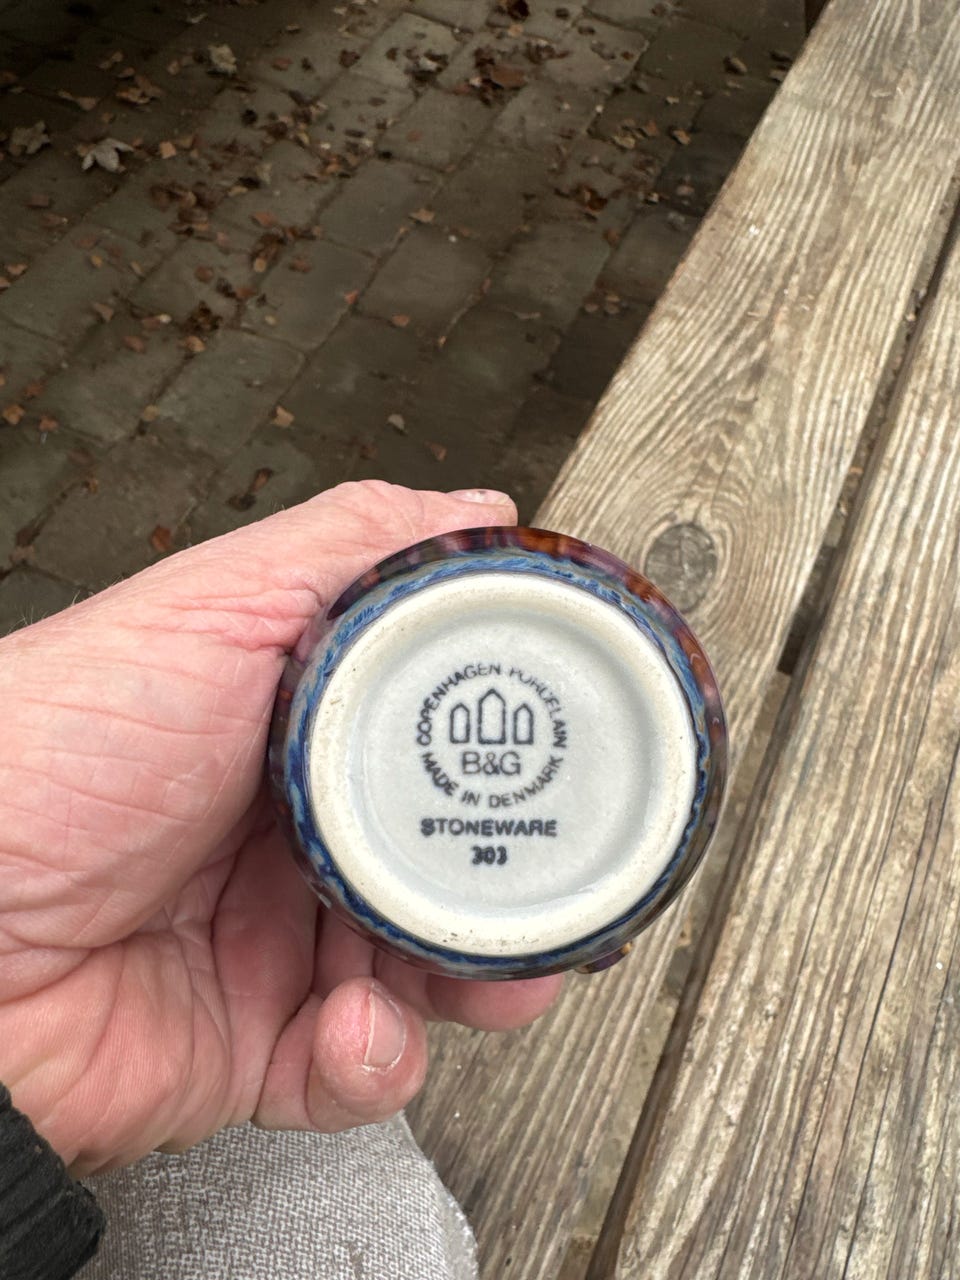 COPENHAGEN PORCELAIN
B&G
MADE IN DENMARK
STONEWARE
303